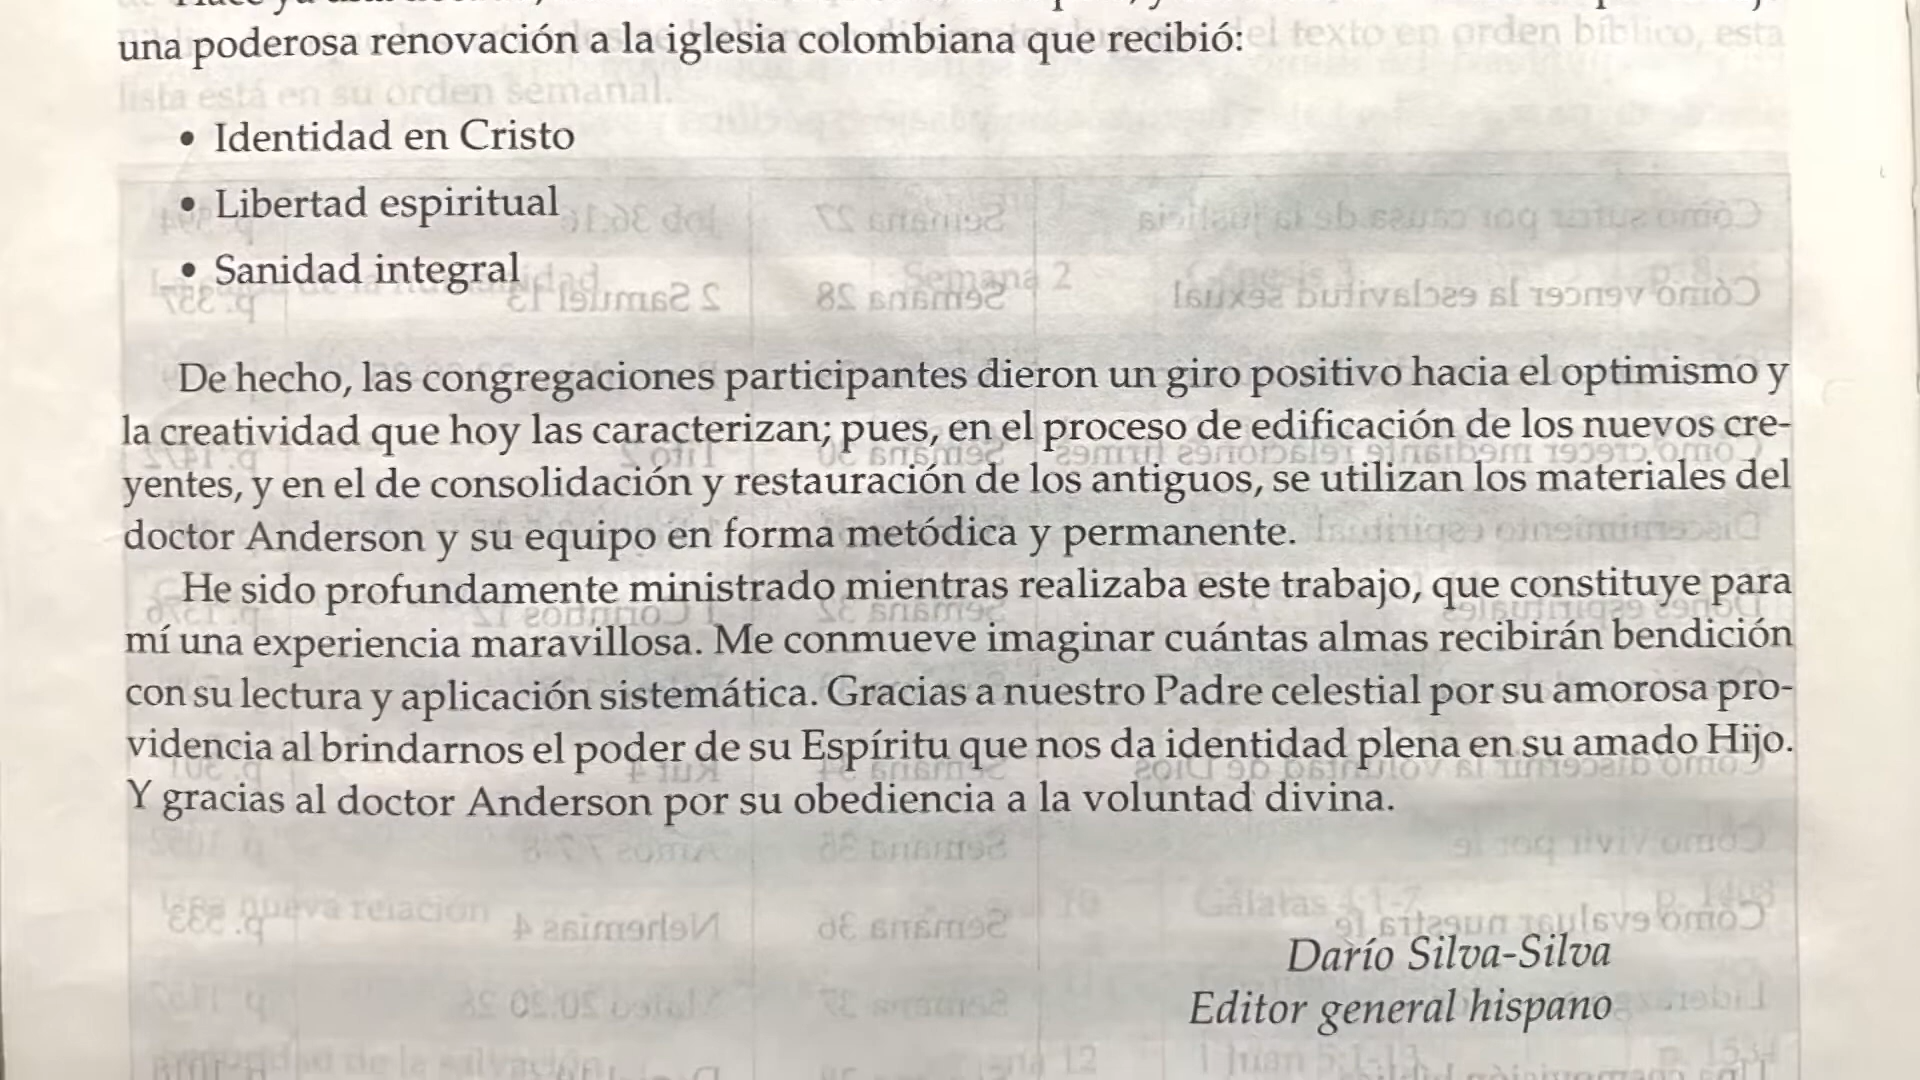 una poderosa renovación a la iglesia colombiana que recibió:
• Identidad en Cristo
• Libertad espiritual
• Sanidad integral
De hecho, las congregaciones participantes dieron un giro positivo hacia el optimismo y
la creatividad que hoy las caracterizan; pues, en el proceso de edificación de los nuevos cre-
yentes, y en el de consolidación y restauración de los antiguos, se utilizan los materiales del
doctor Anderson y su equipo en forma metódica y permanente.
He sido profundamente ministrado mientras realizaba este trabajo, que constituye para
mí una experiencia maravillosa. Me conmueve imaginar cuántas almas recibirán bendición
con su lectura y aplicación sistemática. Gracias a nuestro Padre celestial por su amorosa pro-
videncia al brindarnos el poder de su Espíritu que nos da identidad plena en su amado Hijo.
Y gracias al doctor Anderson por su obediencia a la voluntad divina.
Darío Silva-Silva
Editor general hispano